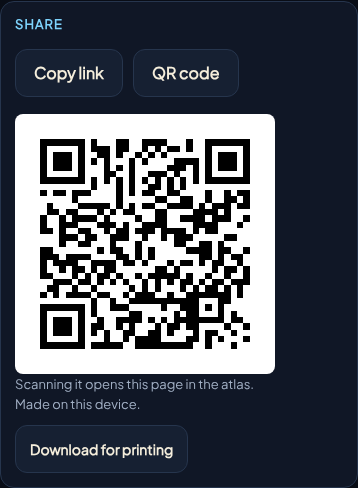 SHARE
Copy link
QR code
Scanning it opens this page in the atlas.
Made on this device.
Download for printing